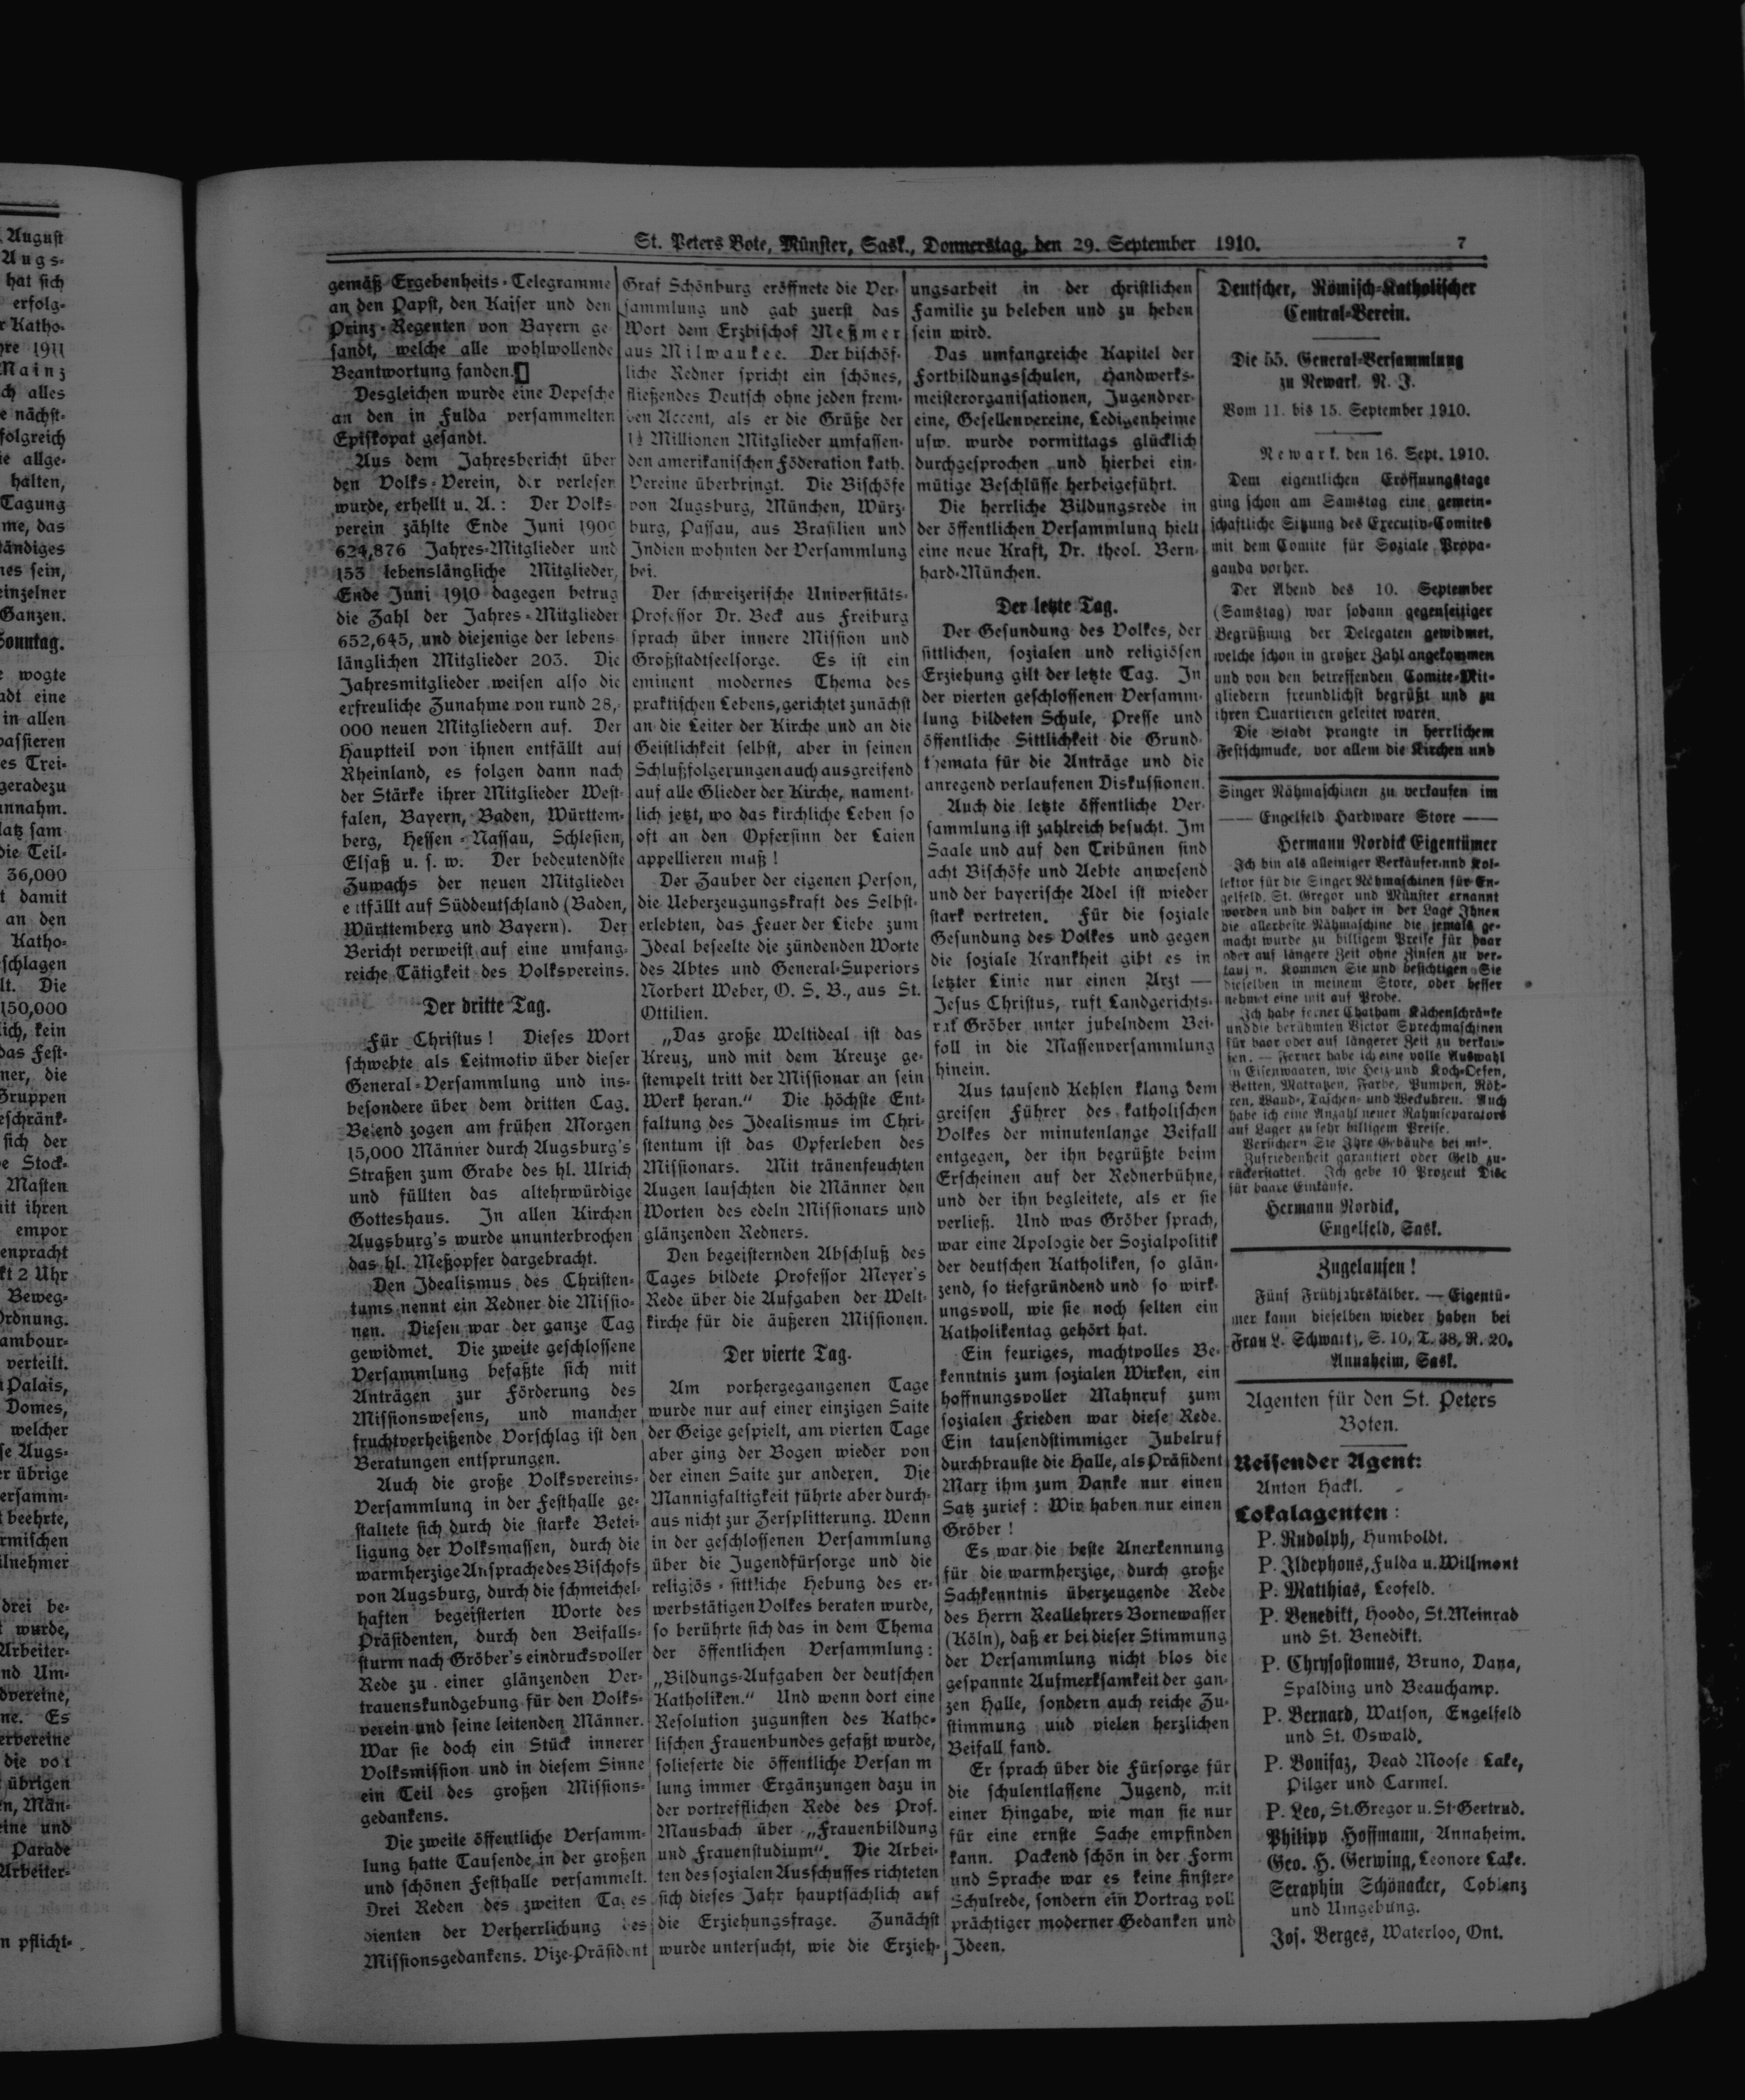 St. Peters Bote, Münster, Sask., Donnerstag, den 29. September 1910.
7
gemäß Ergebenheits-Telegramme
an den Papst, den Kaiser und den
Prinz-Regenten von Bayern ge
sandt, welche alle wohlwollende
Beantwortung fanden.
Desgleichen wurde eine Depesche
an den in Fulda versammelten
Episkopat gesandt.
Aus dem Jahresbericht über
den Volks-Verein, der verlesen
wurde, erhellt u. A.: Der Volks
verein zählte Ende Juni 1909
624,876 Jahres-Mitglieder und
153 lebenslängliche Mitglieder,
Ende Juni 1910 dagegen betrug
die Zahl der Jahres-Mitglieder
652,645, und diejenige der lebens
länglichen Mitglieder 203. Die
Jahresmitglieder weisen also die
erfreuliche Zunahme von rund 28,-
000 neuen Mitgliedern auf. Der
Hauptteil von ihnen entfällt auf
Rheinland, es folgen dann nach
der Stärke ihrer Mitglieder West-
falen, Bayern, Baden, Württem-
berg, Hessen-Nassau, Schlesien,
Elsaß u. s. w. Der bedeutendste
Zuwachs der neuen Mitglieder
e tfällt auf Süddeutschland (Baden,
Württemberg und Bayern). Der
Bericht verweist auf eine umfang-
reiche Tätigkeit des Volksvereins.
Der dritte Tag.
Für Christus! Dieses Wort
schwebte als Leitmotiv über dieser
General-Versammlung und ins-
besondere über dem dritten Tag.
Betend zogen am frühen Morgen
15,000 Männer durch Augsburg's
Straßen zum Grabe des hl. Ulrich
und füllten das altehrwürdige
Gotteshaus. In allen Kirchen
Augsburg's wurde ununterbrochen
das hl. Meßopfer dargebracht.
Den Idealismus des Christen-
tums nennt ein Redner die Missio-
nen. Diesen war der ganze Tag
gewidmet. Die zweite geschlossene
Versammlung befaßte sich mit
Anträgen zur Förderung des
Missionswesens, und mancher
fruchtverheißende Vorschlag ist den
Beratungen entsprungen.
Auch die große Volksvereins-
Versammlung in der Festhalle ge-
staltete sich durch die starke Betei-
ligung der Volksmassen, durch die
warmherzige Ansprache des Bischofs
von Augsburg, durch die schmeichel-
haften begeisterten Worte des
Präsidenten, durch den Beifalls-
sturm nach Gröber's eindrucksvoller
Rede zu einer glänzenden Ver-
trauenskundgebung für den Volks-
verein und seine leitenden Männer.
War sie doch ein Stück innerer
Volksmission und in diesem Sinne
ein Teil des großen Missions-
gedankens.
Die zweite öffentliche Versamm-
lung hatte Tausende in der großen
und schönen Festhalle versammelt.
Drei Reden des zweiten Tages
dienten der Verherrlichung des
Missionsgedankens. Vize-Präsident
Graf Schönburg eröffnete die Ver-
sammlung und gab zuerst das
Wort dem Erzbischof Meßmer
aus Milwaukee. Der bischöf-
liche Redner spricht ein schönes,
fließendes Deutsch ohne jeden frem-
den Accent, als er die Grüße der
1½ Millionen Mitglieder umfassen-
den amerikanischen Föderation kath.
Vereine überbringt. Die Bischöfe
von Augsburg, München, Würz-
burg, Passau, aus Brasilien und
Indien wohnten der Versammlung
bei.
Der schweizerische Universitäts-
Professor Dr. Beck aus Freiburg
sprach über innere Mission und
Großstadtseelsorge. Es ist ein
eminent modernes Thema des
praktischen Lebens, gerichtet zunächst
an die Leiter der Kirche und an die
Geistlichkeit selbst, aber in seinen
Schlußfolgerungen auch ausgreifend
auf alle Glieder der Kirche, nament-
lich jetzt, wo das kirchliche Leben so
oft an den Opfersinn der Laien
appellieren muß!
Der Zauber der eigenen Person,
die Ueberzeugungskraft des Selbst-
erlebten, das Feuer der Liebe zum
Ideal beseelte die zündenden Worte
des Abtes und General-Superiors
Norbert Weber, O. S. B., aus St.
Ottilien.
„Das große Weltideal ist das
Kreuz, und mit dem Kreuze ge-
stempelt tritt der Missionar an sein
Werk heran.“ Die höchste Ent-
faltung des Idealismus im Chri-
stentum ist das Opferleben des
Missionars. Mit tränenfeuchten
Augen lauschten die Männer den
Worten des edeln Missionars und
glänzenden Redners.
Den begeisternden Abschluß des
Tages bildete Professor Meyer's
Rede über die Aufgaben der Welt-
kirche für die äußeren Missionen.
Der vierte Tag.
Am vorhergegangenen Tage
wurde nur auf einer einzigen Saite
der Geige gespielt, am vierten Tage
aber ging der Bogen wieder von
der einen Saite zur anderen. Die
Mannigfaltigkeit führte aber durch-
aus nicht zur Zersplitterung. Wenn
in der geschlossenen Versammlung
über die Jugendfürsorge und die
religiös-sittliche Hebung des er-
werbstätigen Volkes beraten wurde,
so berührte sich das in dem Thema
der öffentlichen Versammlung:
„Bildungs-Aufgaben der deutschen
Katholiken.“ Und wenn dort eine
Resolution zugunsten des Katho-
lischen Frauenbundes gefaßt wurde,
so lieferte die öffentliche Versam m
lung immer Ergänzungen dazu in
der vortrefflichen Rede des Prof.
Mausbach über „Frauenbildung
und Frauenstudium“. Die Arbei-
ten des sozialen Ausschusses richteten
sich dieses Jahr hauptsächlich auf
die Erziehungsfrage. Zunächst
wurde untersucht, wie die Erzieh-
ungsarbeit in der christlichen
Familie zu beleben und zu heben
sein wird.
Das umfangreiche Kapitel der
Fortbildungsschulen, Handwerks-
meisterorganisationen, Jugendver-
eine, Gesellenvereine, Ledigenheime
usw. wurde vormittags glücklich
durchgesprochen und hierbei ein-
mütige Beschlüsse herbeigeführt.
Die herrliche Bildungsrede in
der öffentlichen Versammlung hielt
eine neue Kraft, Dr. theol. Bern-
hard-München.
Der letzte Tag.
Der Gesundung des Volkes, der
sittlichen, sozialen und religiösen
Erziehung gilt der letzte Tag. In
der vierten geschlossenen Versamm-
lung bildeten Schule, Presse und
öffentliche Sittlichkeit die Grund-
themata für die Anträge und die
anregend verlaufenen Diskussionen.
Auch die letzte öffentliche Ver-
sammlung ist zahlreich besucht. Im
Saale und auf den Tribünen sind
acht Bischöfe und Aebte anwesend
und der bayerische Adel ist wieder
stark vertreten. Für die soziale
Gesundung des Volkes und gegen
die soziale Krankheit gibt es in
letzter Linie nur einen Arzt —
Jesus Christus, ruft Landgerichts-
rat Gröber unter jubelndem Bei-
fall in die Massenversammlung
hinein.
Aus tausend Kehlen klang dem
greisen Führer des katholischen
Volkes der minutenlange Beifall
entgegen, der ihn begrüßte beim
Erscheinen auf der Rednerbühne,
und der ihn begleitete, als er sie
verließ. Und was Gröber sprach,
war eine Apologie der Sozialpolitik
der deutschen Katholiken, so glän-
zend, so tiefgründend und so wirk-
ungsvoll, wie sie noch selten ein
Katholikentag gehört hat.
Ein feuriges, machtvolles Be-
kenntnis zum sozialen Wirken, ein
hoffnungsvoller Mahnruf zum
sozialen Frieden war diese Rede.
Ein tausendstimmiger Jubelruf
durchbrauste die Halle, als Präsident
Marx ihm zum Danke nur einen
Satz zurief: Wir haben nur einen
Gröber!
Es war die beste Anerkennung
für die warmherzige, durch große
Sachkenntnis überzeugende Rede
des Herrn Reallehrers Bornewasser
(Köln), daß er bei dieser Stimmung
der Versammlung nicht blos die
gespannte Aufmerksamkeit der gan-
zen Halle, sondern auch reiche Zu-
stimmung und vielen herzlichen
Beifall fand.
Er sprach über die Fürsorge für
die schulentlassene Jugend, mit
einer Hingabe, wie man sie nur
für eine ernste Sache empfinden
kann. Packend schön in der Form
und Sprache war es keine finstere
Schulrede, sondern ein Vortrag voll
prächtiger moderner Gedanken und
Ideen.
Deutscher, Römisch-Katholischer
Central-Verein.
Die 55. General-Versammlung
zu Newark, N. J.
Vom 11. bis 15. September 1910.
Newark, den 16. Sept. 1910.
Dem eigentlichen Eröffnungstage
ging schon am Samstag eine gemein-
schaftliche Sitzung des Executiv-Comites
mit dem Comite für Soziale Propa-
ganda vorher.
Der Abend des 10. September
(Samstag) war sodann gegenseitiger
Begrüßung der Delegaten gewidmet,
welche schon in großer Zahl angekommen
und von den betreffenden Comite-Mit-
gliedern freundlichst begrüßt und zu
ihren Quartieren geleitet waren.
Die Stadt prangte in herrlichem
Festschmucke, vor allem die Kirchen und
Singer Nähmaschinen zu verkaufen im
—— Engelfeld Hardware Store ——
Hermann Nordick Eigentümer
Ich bin als alleiniger Verkäufer und Kol-
lektor für die Singer Nähmaschinen für En-
gelfeld, St. Gregor und Münster ernannt
worden und bin daher in der Lage Ihnen
die allerbeste Nähmaschine die jemals ge-
macht wurde zu billigem Preise für baar
oder auf längere Zeit ohne Zinsen zu ver-
kaufen. Kommen Sie und besichtigen Sie
dieselben in meinem Store, oder besser
nehmet eine mit auf Probe.
Ich habe ferner Chatham Küchenschränke
und die berühmten Victor Sprechmaschinen
für baar oder auf längerer Zeit zu verkau-
fen. — Ferner habe ich eine volle Auswahl
in Eisenwaaren, wie Heiz- und Koch-Oefen,
Betten, Matratzen, Farbe, Pumpen, Röh-
ren, Wand-, Taschen- und Weckuhren. Auch
habe ich eine Anzahl neuer Rahmseparators
auf Lager zu sehr billigem Preise.
Versichern Sie Ihre Gebäude bei mir.
Zufriedenheit garantiert oder Geld zu-
rückerstattet. Ich gebe 10 Prozent Disc
für baare Einkäufe.
Hermann Nordick,
Engelfeld, Sask.
Zugelaufen!
Fünf Frühjahrskälber. — Eigentü-
mer kann dieselben wieder haben bei
Frau L. Schwartz, S. 10, T. 38, R. 20,
Annaheim, Sask.
Agenten für den St. Peters
Boten.
Reisender Agent:
Anton Hackl.
Lokalagenten:
P. Rudolph, Humboldt.
P. Ildephons, Fulda u. Willmont
P. Matthias, Leofeld.
P. Benedikt, Hoodo, St. Meinrad
und St. Benedikt.
P. Chrysostomus, Bruno, Dana,
Spalding und Beauchamp.
P. Bernard, Watson, Engelfeld
und St. Oswald.
P. Bonifaz, Dead Moose Lake,
Pilger und Carmel.
P. Leo, St. Gregor u. St Gertrud.
Philipp Hoffmann, Annaheim.
Geo. H. Gerwing, Leonore Lake.
Seraphin Schönacker, Coblenz
und Umgebung.
Jos. Berges, Waterloo, Ont.